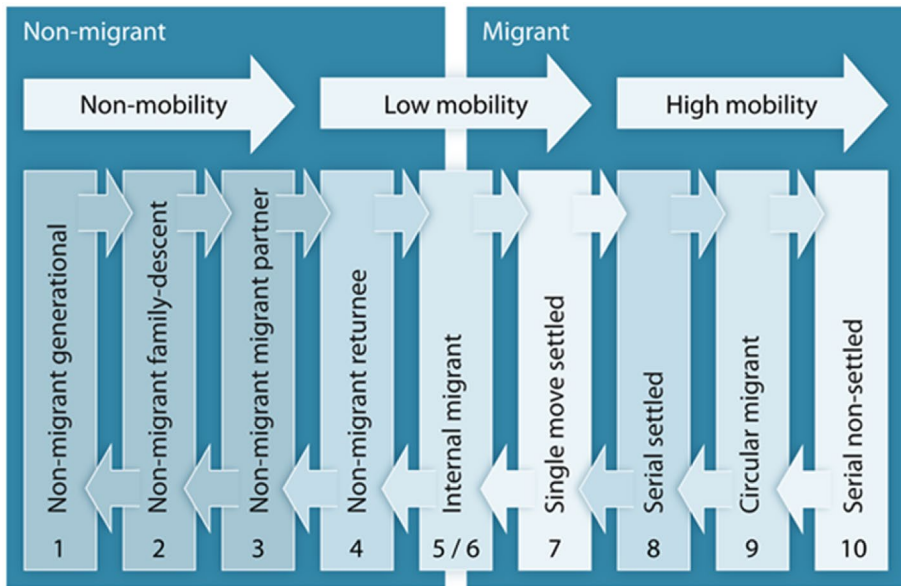 Non-migrant
Migrant
Non-mobility
Low mobility
High mobility
Non-migrant generational
Non-migrant family-descent
Non-migrant migrant partner
Non-migrant returnee
Internal migrant
Single move settled
Serial settled
Circular migrant
Serial non-settled
1
2
3
4
5 / 6
7
8
9
10